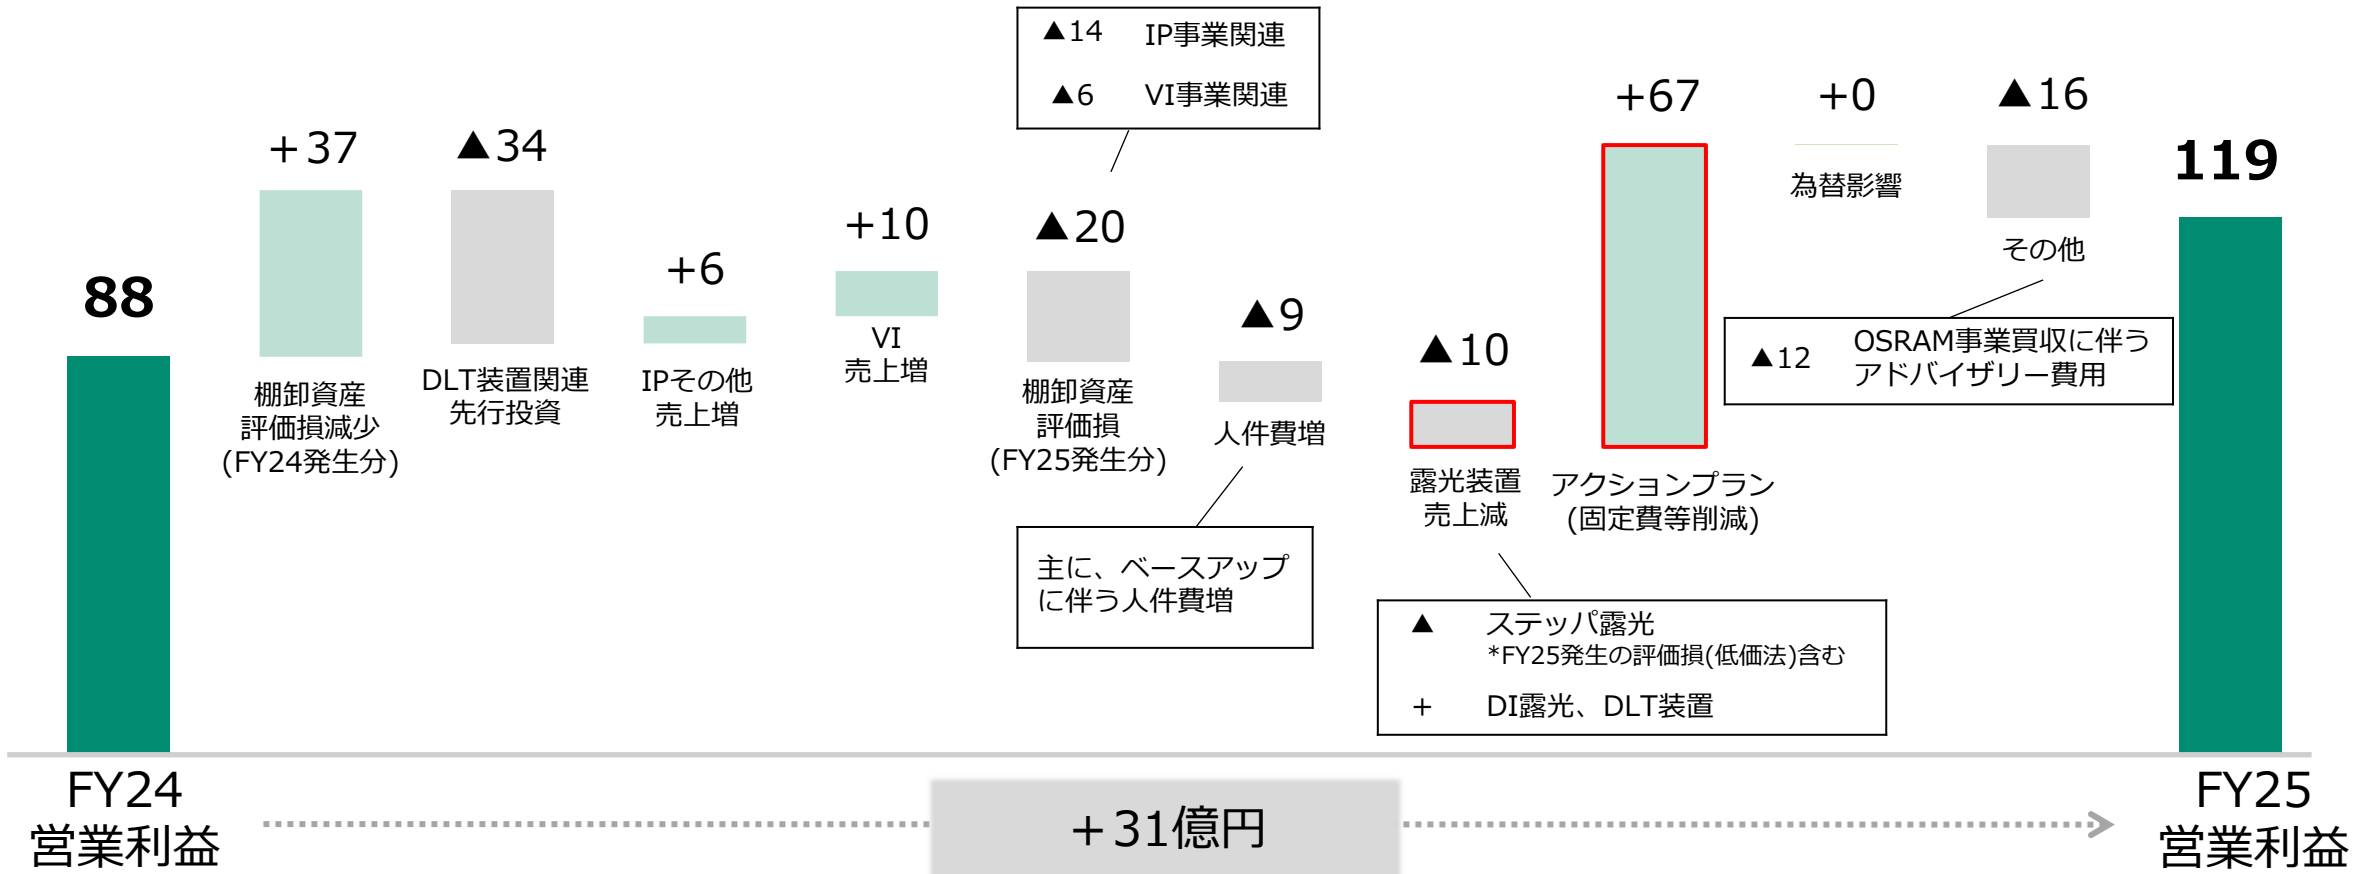 88
FY24
営業利益
＋37
棚卸資産
評価損減少
(FY24発生分)
▲34
DLT装置関連
先行投資
+6
IPその他
売上増
+10
VI
売上増
▲14 IP事業関連
▲6 VI事業関連
▲20
棚卸資産
評価損
(FY25発生分)
▲9
人件費増
主に、ベースアップ
に伴う人件費増
▲10
露光装置
売上減
▲ ステッパ露光
*FY25発生の評価損(低価法)含む
+ DI露光、DLT装置
+67
アクションプラン
(固定費等削減)
+0
為替影響
▲16
その他
▲12 OSRAM事業買収に伴う
アドバイザリー費用
119
FY25
営業利益
＋31億円